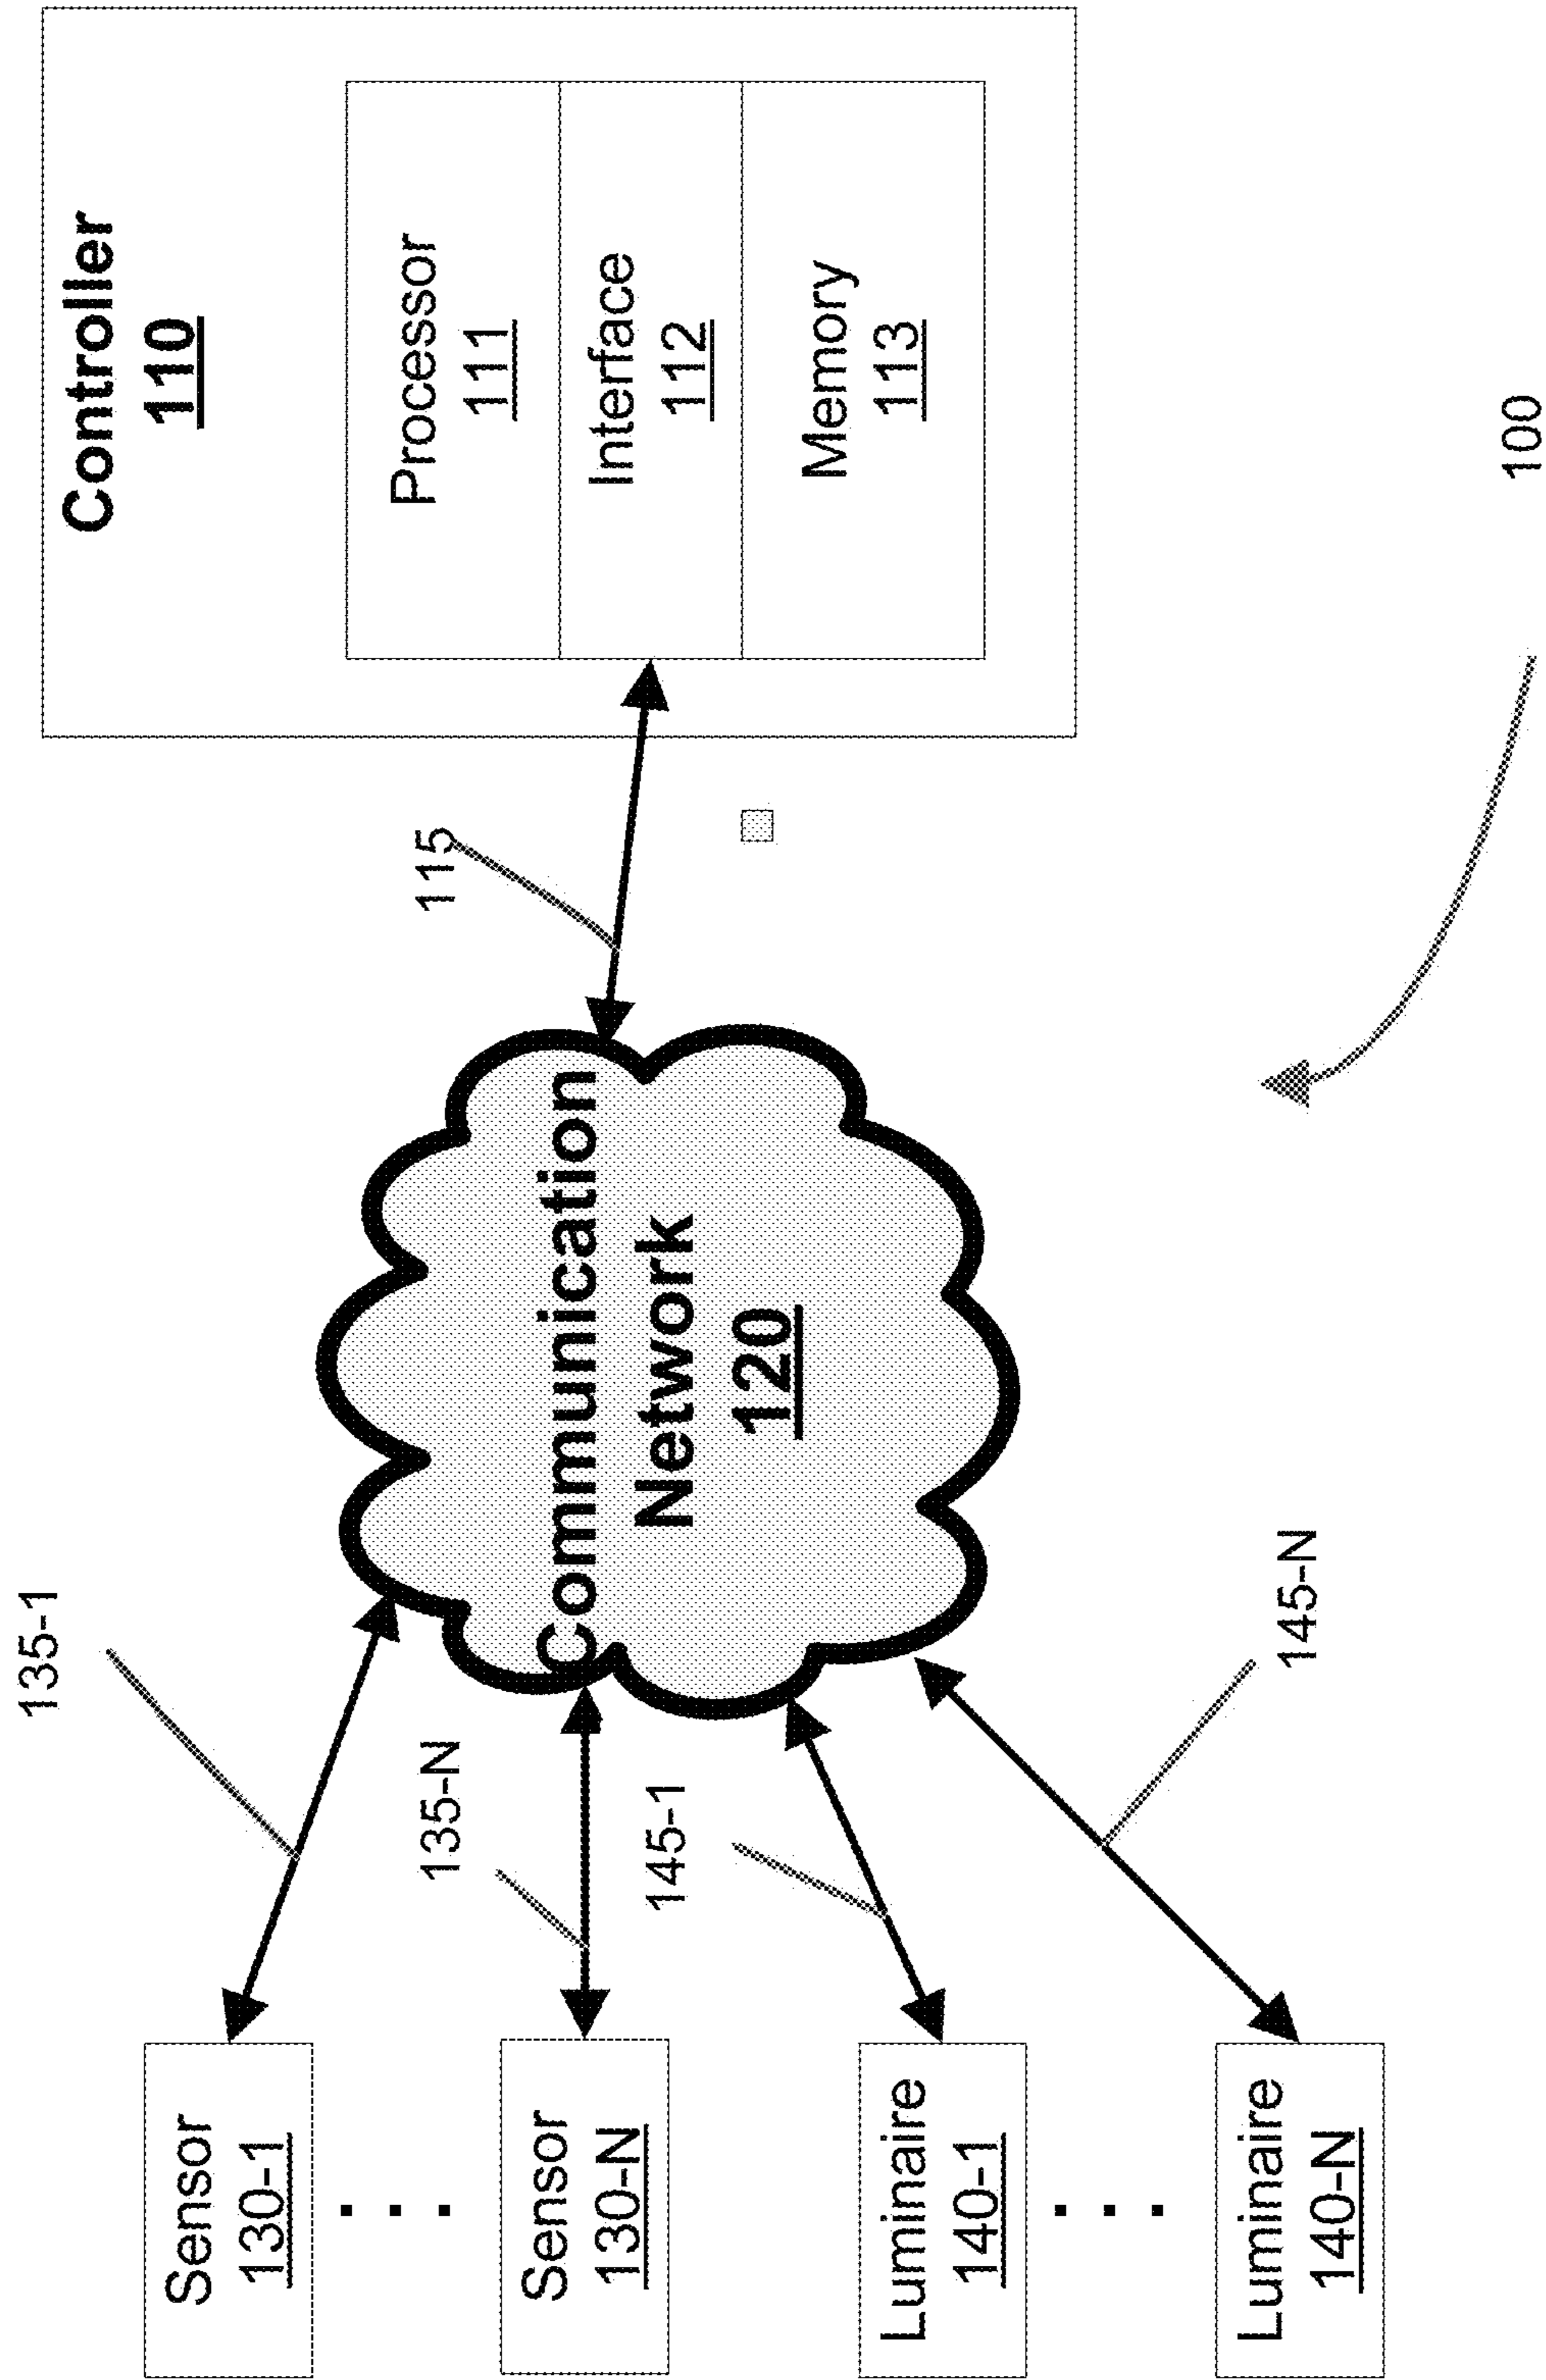 Sensor
130-1
Sensor
130-N
Luminaire
140-1
Luminaire
140-N
135-1
135-N
145-1
145-N
Communication
Network
120
115
Controller
110
Processor
111
Interface
112
Memory
113
100